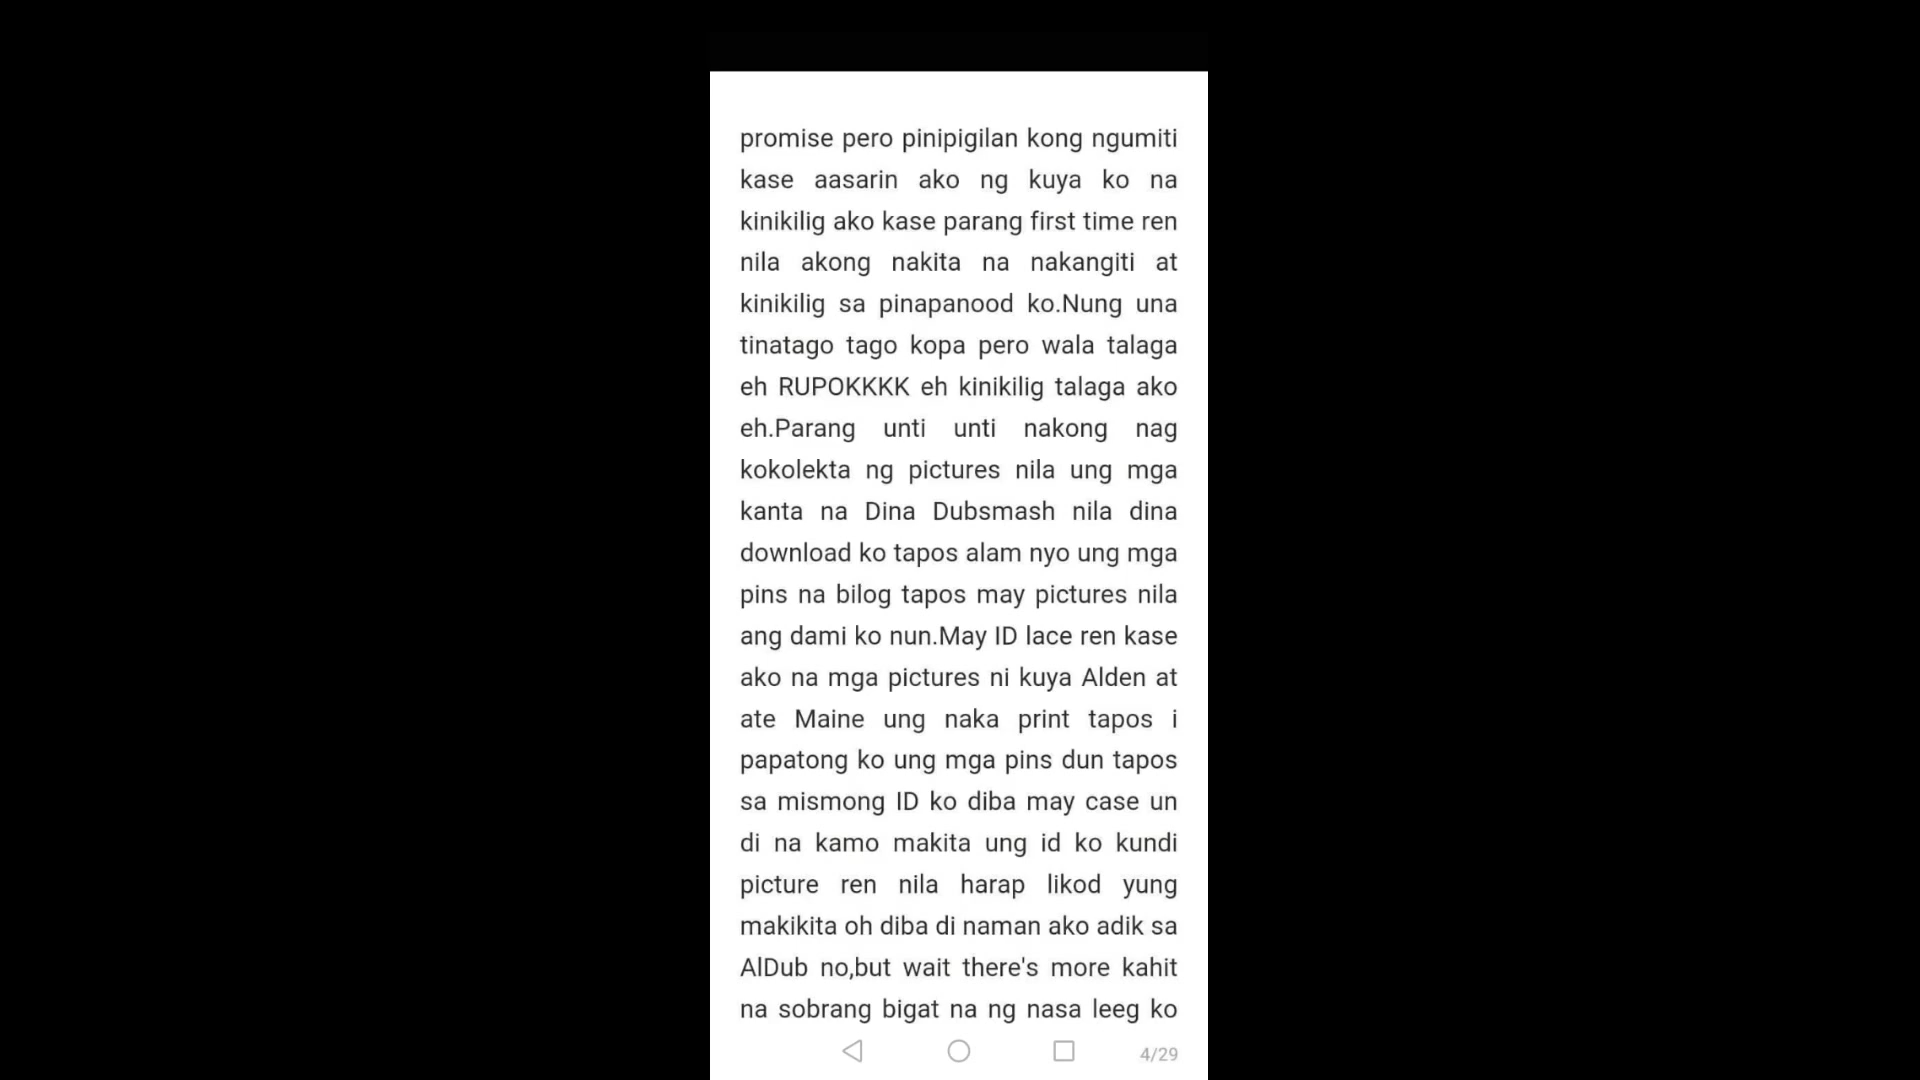 promise pero pinipigilan kong ngumiti
kase aasarin ako ng kuya ko na
kinikilig ako kase parang first time ren
nila akong nakita na nakangiti at
kinikilig sa pinapanood ko.Nung una
tinatago tago kopa pero wala talaga
eh RUPOKKKK eh kinikilig talaga ako
eh.Parang unti unti nakong nag
kokolekta ng pictures nila ung mga
kanta na Dina Dubsmash nila dina
download ko tapos alam nyo ung mga
pins na bilog tapos may pictures nila
ang dami ko nun.May ID lace ren kase
ako na mga pictures ni kuya Alden at
ate Maine ung naka print tapos i
papatong ko ung mga pins dun tapos
sa mismong ID ko diba may case un
di na kamo makita ung id ko kundi
picture ren nila harap likod yung
makikita oh diba di naman ako adik sa
AlDub no,but wait there's more kahit
na sobrang bigat na ng nasa leeg ko
4/29